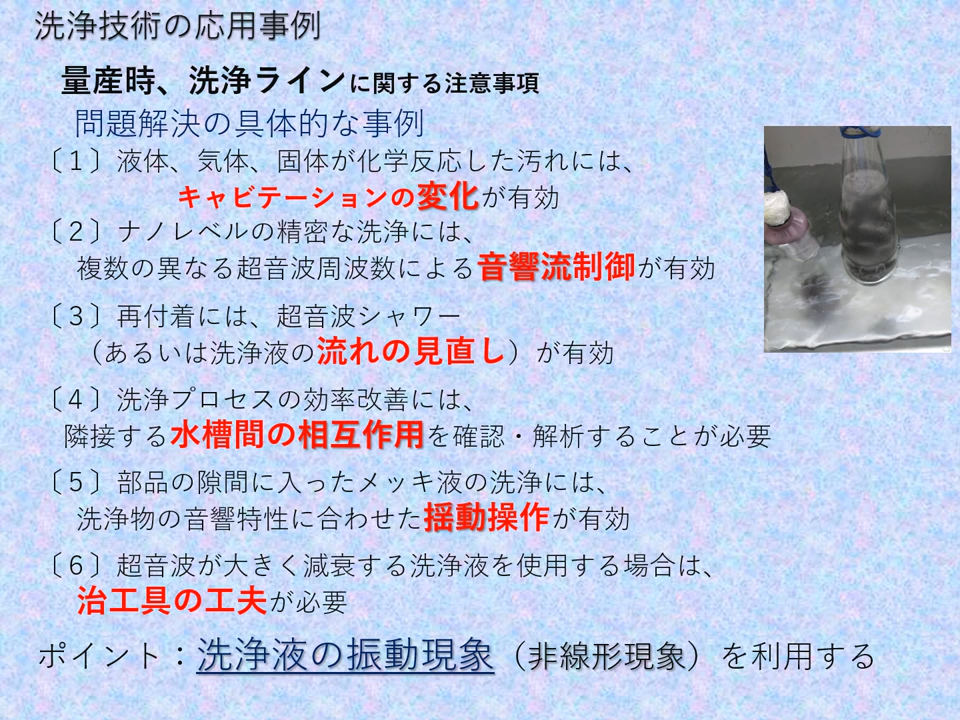 洗浄技術の応用事例
量産時、洗浄ラインに関する注意事項
問題解決の具体的な事例
〔１〕液体、気体、固体が化学反応した汚れには、
キャビテーションの変化が有効
〔２〕ナノレベルの精密な洗浄には、
複数の異なる超音波周波数による音響流制御が有効
〔３〕再付着には、超音波シャワー
（あるいは洗浄液の流れの見直し）が有効
〔４〕洗浄プロセスの効率改善には、
隣接する水槽間の相互作用を確認・解析することが必要
〔５〕部品の隙間に入ったメッキ液の洗浄には、
洗浄物の音響特性に合わせた揺動操作が有効
〔６〕超音波が大きく減衰する洗浄液を使用する場合は、
治工具の工夫が必要
ポイント：洗浄液の振動現象（非線形現象）を利用する